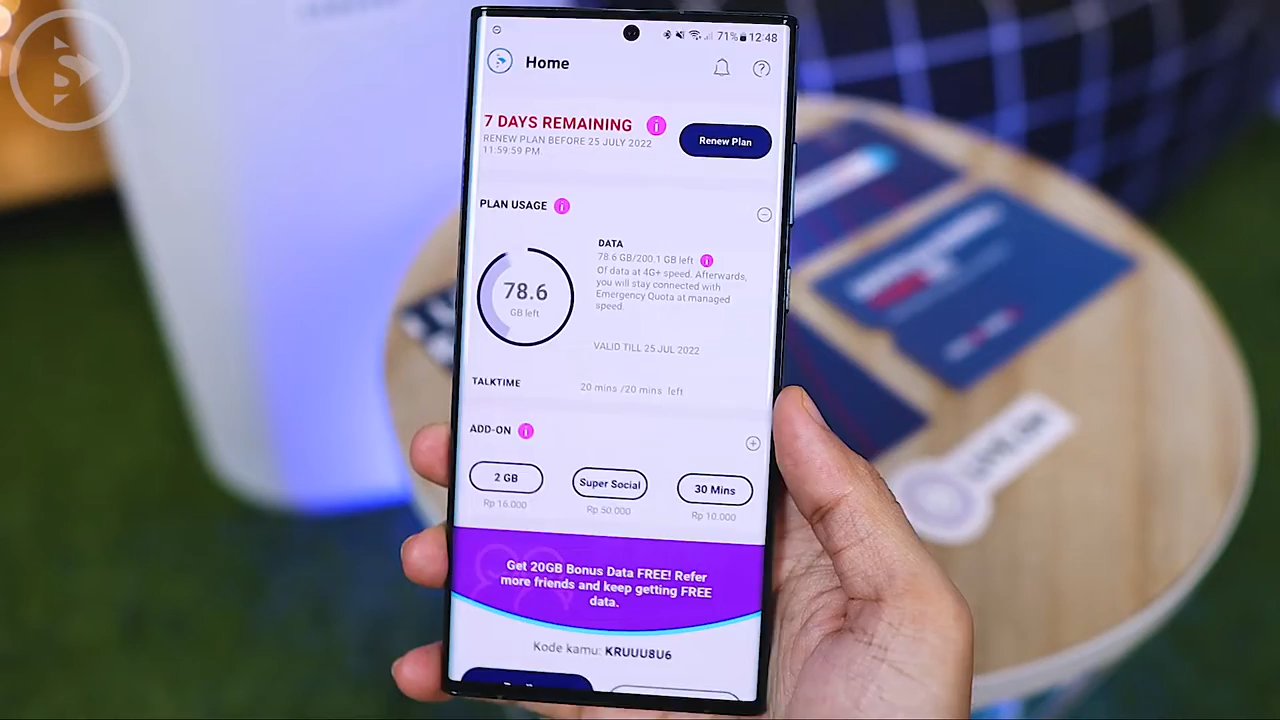 71% 12:48
Home
7 DAYS REMAINING
RENEW PLAN BEFORE 25 JULY 2022
11:59:59 PM
Renew Plan
PLAN USAGE
DATA
78.6 GB/200.1 GB left
Of data at 4G+ speed. Afterwards,
you will stay connected with
Emergency Quota at managed
speed.
78.6
GB left
VALID TILL 25 JUL 2022
TALKTIME
20 mins /20 mins left
ADD-ON
2 GB
Super Social
30 Mins
Rp 16.000
Rp 50.000
Rp 10.000
Get 20GB Bonus Data FREE! Refer
more friends and keep getting FREE
data.
Kode kamu: KRUUU8U6
S